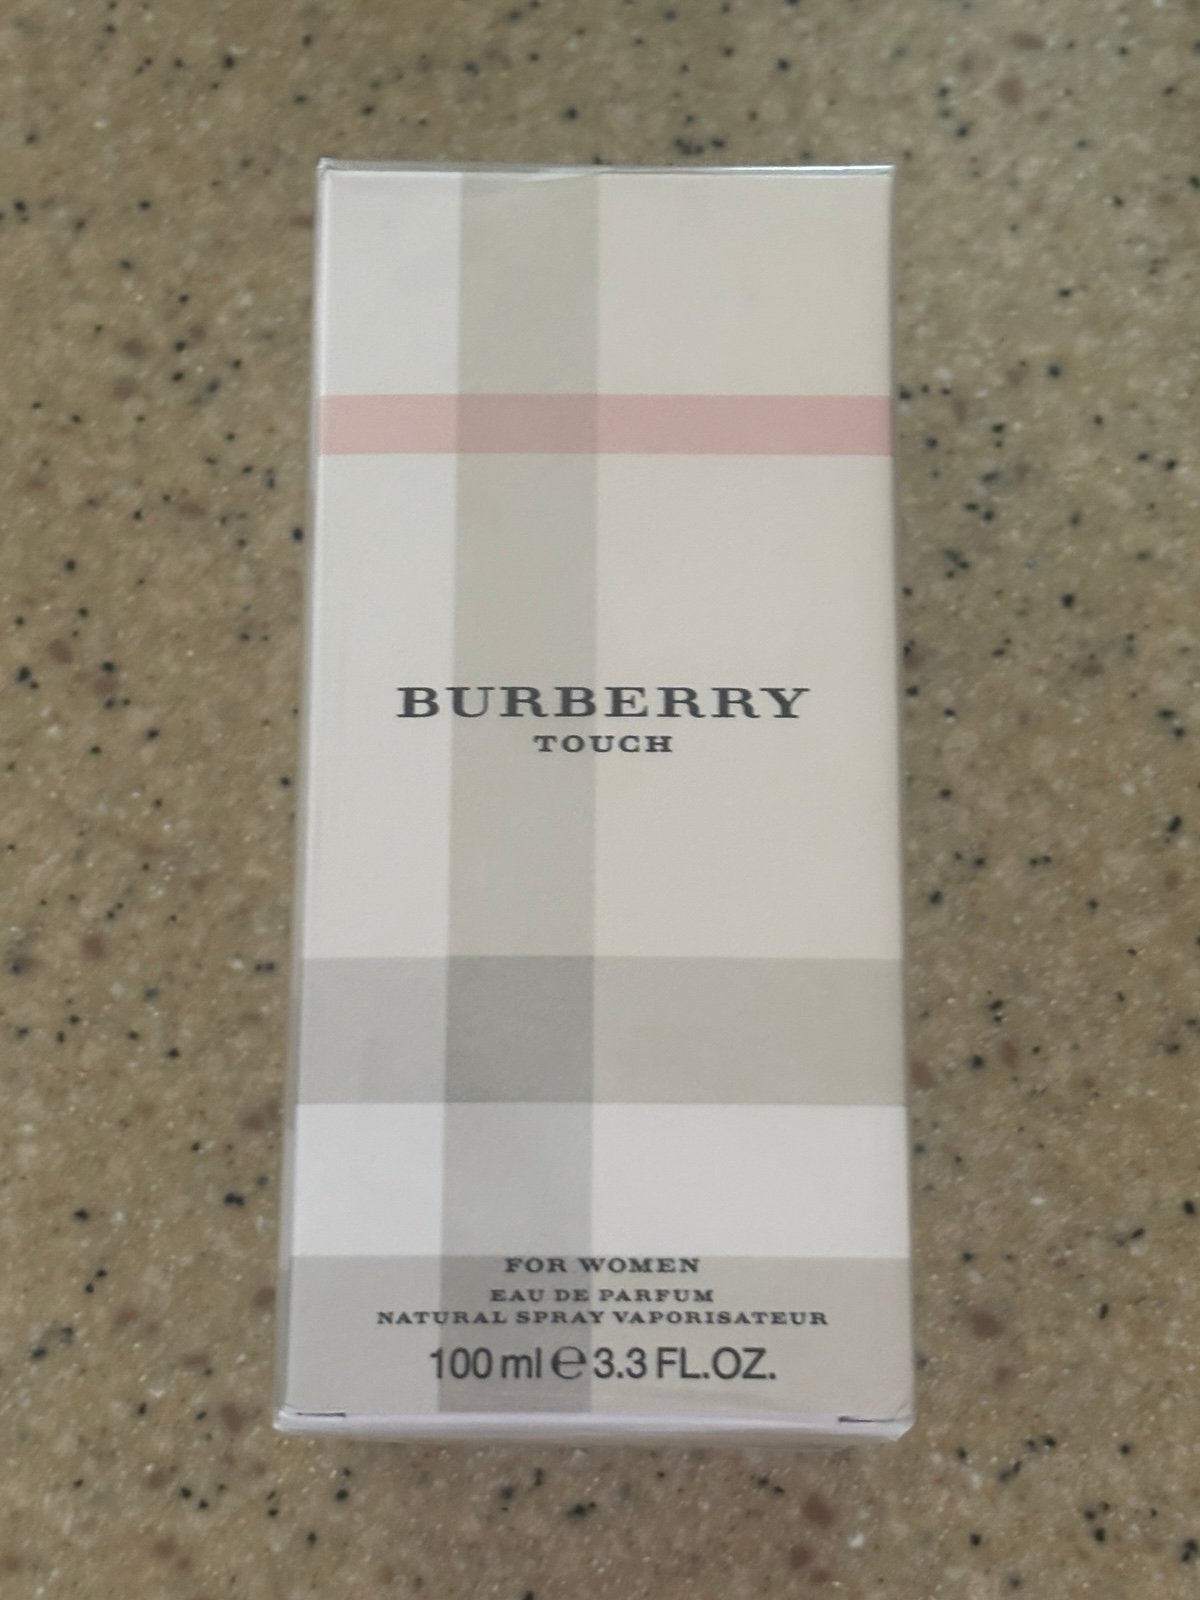 BURBERRY
TOUCH
FOR WOMEN
EAU DE PARFUM
NATURAL SPRAY VAPORISATEUR
100 ml ℮ 3.3 FL.OZ.